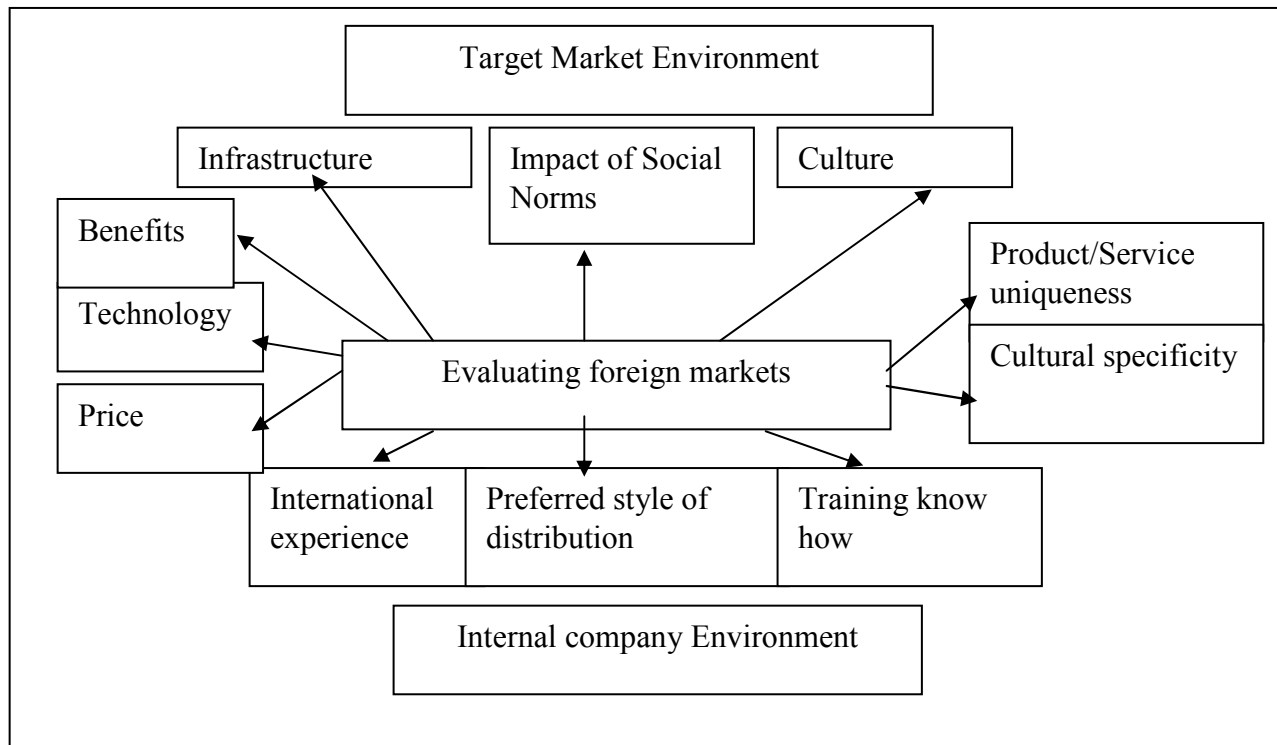 Target Market Environment
Infrastructure
Impact of Social
Norms
Culture
Benefits
Technology
Price
Product/Service
uniqueness
Cultural specificity
Evaluating foreign markets
International
experience
Preferred style of
distribution
Training know
how
Internal company Environment